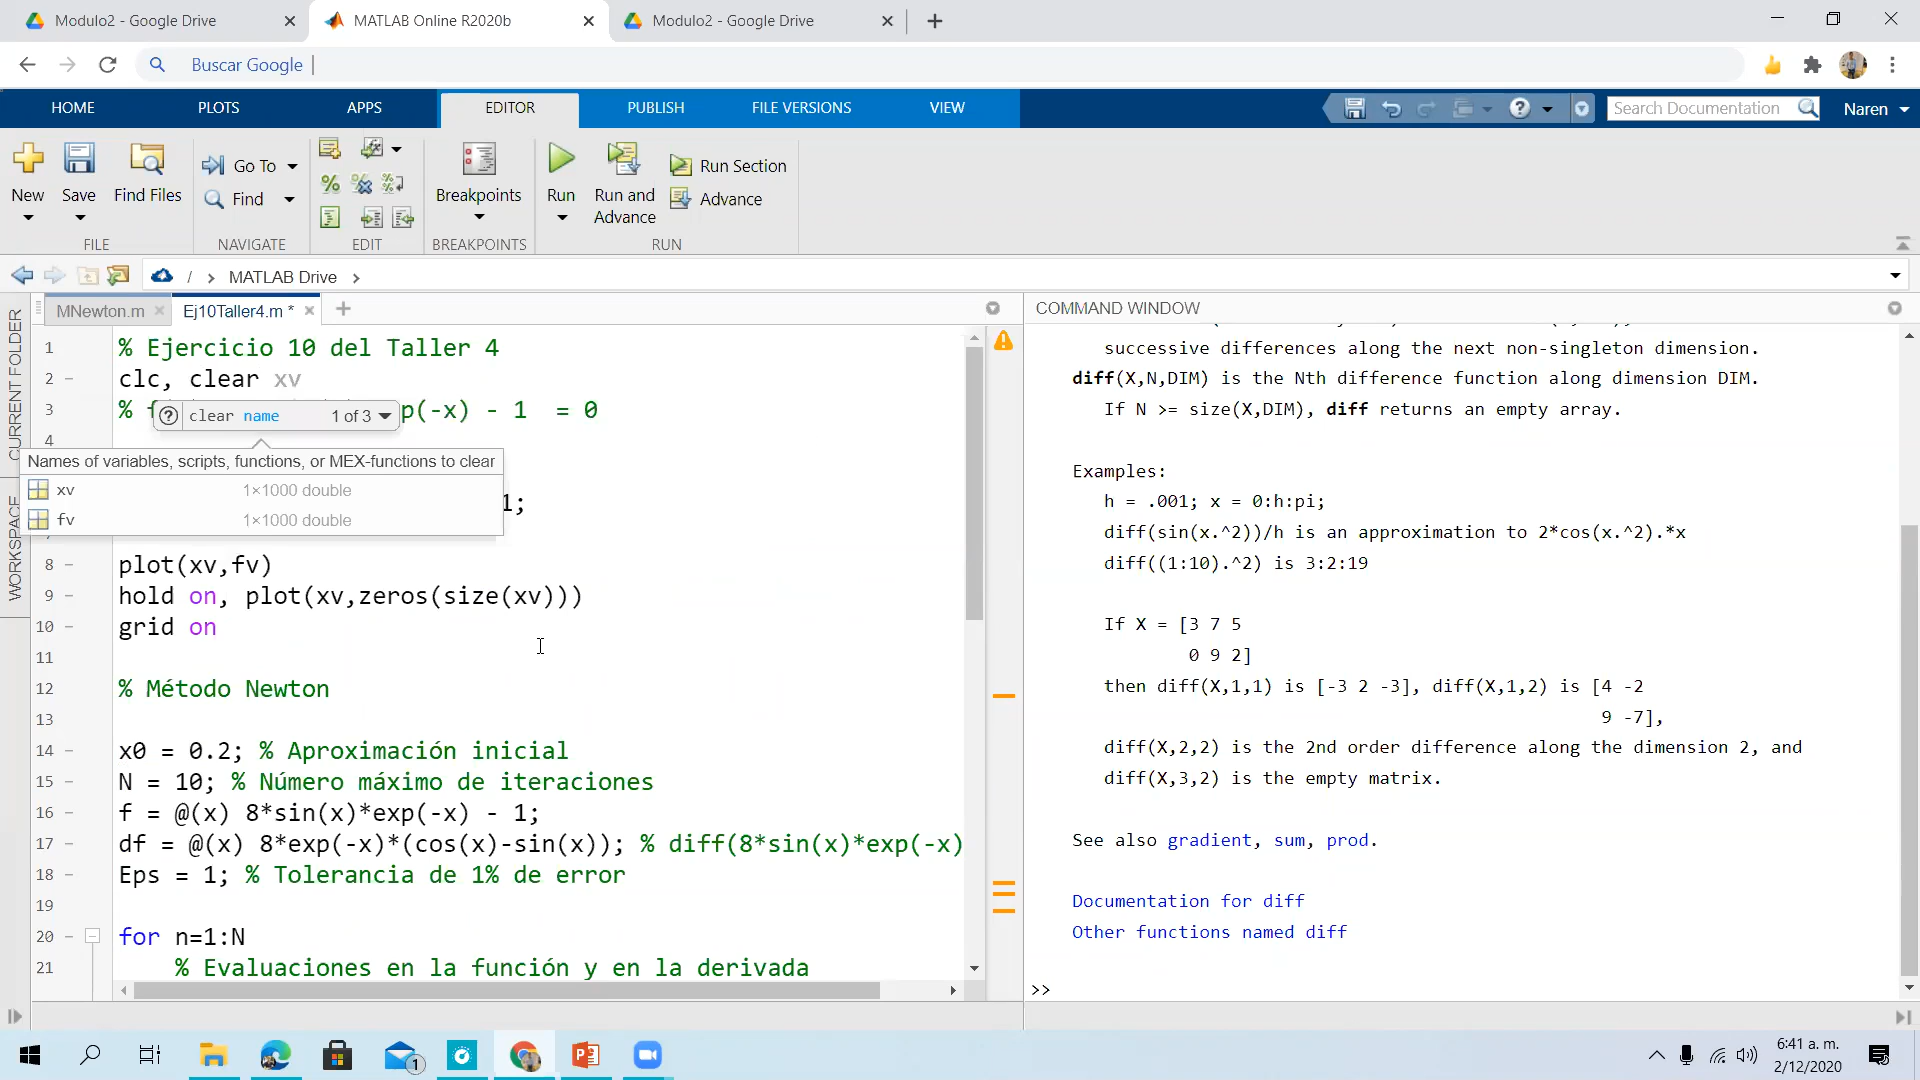 Modulo2 - Google Drive
MATLAB Online R2020b
Modulo2 - Google Drive
Buscar Google
HOME
PLOTS
APPS
EDITOR
PUBLISH
FILE VERSIONS
VIEW
Search Documentation
Naren
New
Save
Find Files
Go To
Find
Breakpoints
Run
Run and Advance
Run Section
Advance
FILE
NAVIGATE
EDIT
BREAKPOINTS
RUN
/ > MATLAB Drive >
CURRENT FOLDER
WORKSPACE
MNewton.m
Ej10Taller4.m *
1 % Ejercicio 10 del Taller 4
2 - clc, clear xv
3 % p(-x) - 1 = 0
clear name 1 of 3
4
Names of variables, scripts, functions, or MEX-functions to clear
xv 1×1000 double
1;
fv 1×1000 double
8 - plot(xv,fv)
9 - hold on, plot(xv,zeros(size(xv)))
10 - grid on
11
12 % Método Newton
13
14 - x0 = 0.2; % Aproximación inicial
15 - N = 10; % Número máximo de iteraciones
16 - f = @(x) 8*sin(x)*exp(-x) - 1;
17 - df = @(x) 8*exp(-x)*(cos(x)-sin(x)); % diff(8*sin(x)*exp(-x)
18 - Eps = 1; % Tolerancia de 1% de error
19
20 - for n=1:N
21 % Evaluaciones en la función y en la derivada
COMMAND WINDOW
successive differences along the next non-singleton dimension.
diff(X,N,DIM) is the Nth difference function along dimension DIM.
If N >= size(X,DIM), diff returns an empty array.
Examples:
h = .001; x = 0:h:pi;
diff(sin(x.^2))/h is an approximation to 2*cos(x.^2).*x
diff((1:10).^2) is 3:2:19
If X = [3 7 5
0 9 2]
then diff(X,1,1) is [-3 2 -3], diff(X,1,2) is [4 -2
9 -7],
diff(X,2,2) is the 2nd order difference along the dimension 2, and
diff(X,3,2) is the empty matrix.
See also gradient, sum, prod.
Documentation for diff
Other functions named diff
>>
1
6:41 a. m.
2/12/2020